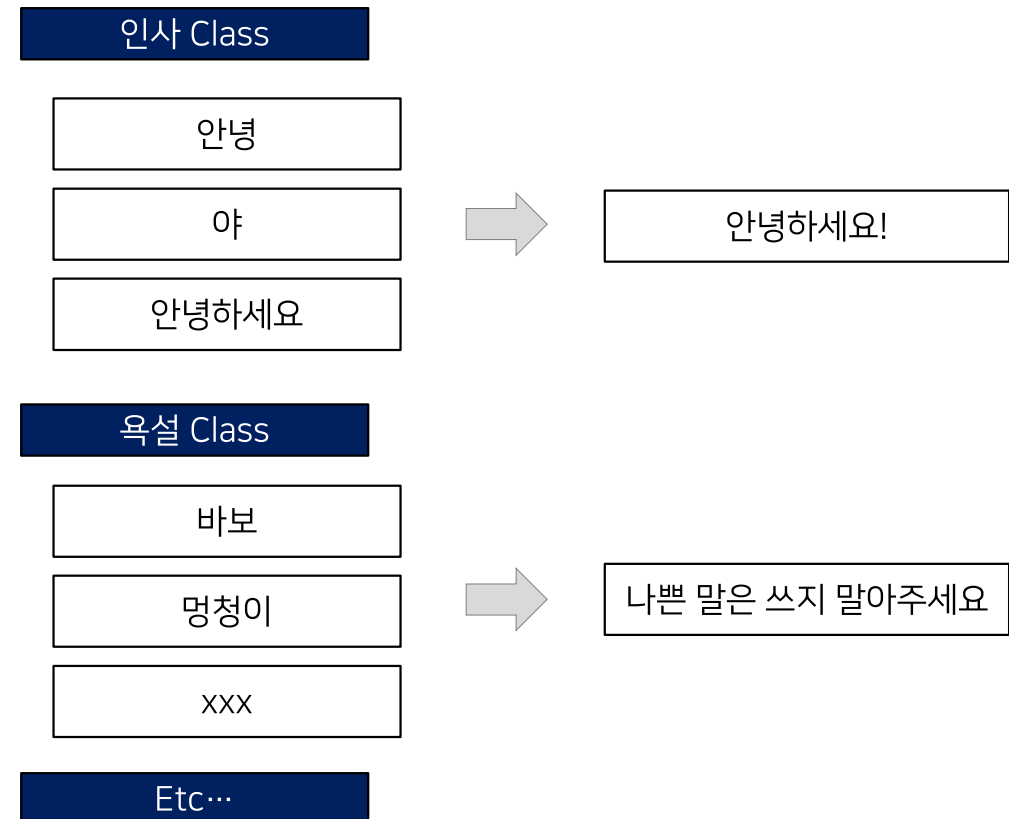 인사 Class
안녕
야
안녕하세요
안녕하세요!
욕설 Class
바보
멍청이
xxx
나쁜 말은 쓰지 말아주세요
Etc…